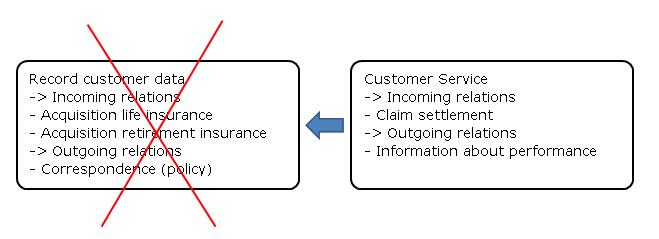 Record customer data
-> Incoming relations
- Acquisition life insurance
- Acquisition retirement insurance
-> Outgoing relations
- Correspondence (policy)
Customer Service
-> Incoming relations
- Claim settlement
-> Outgoing relations
- Information about performance